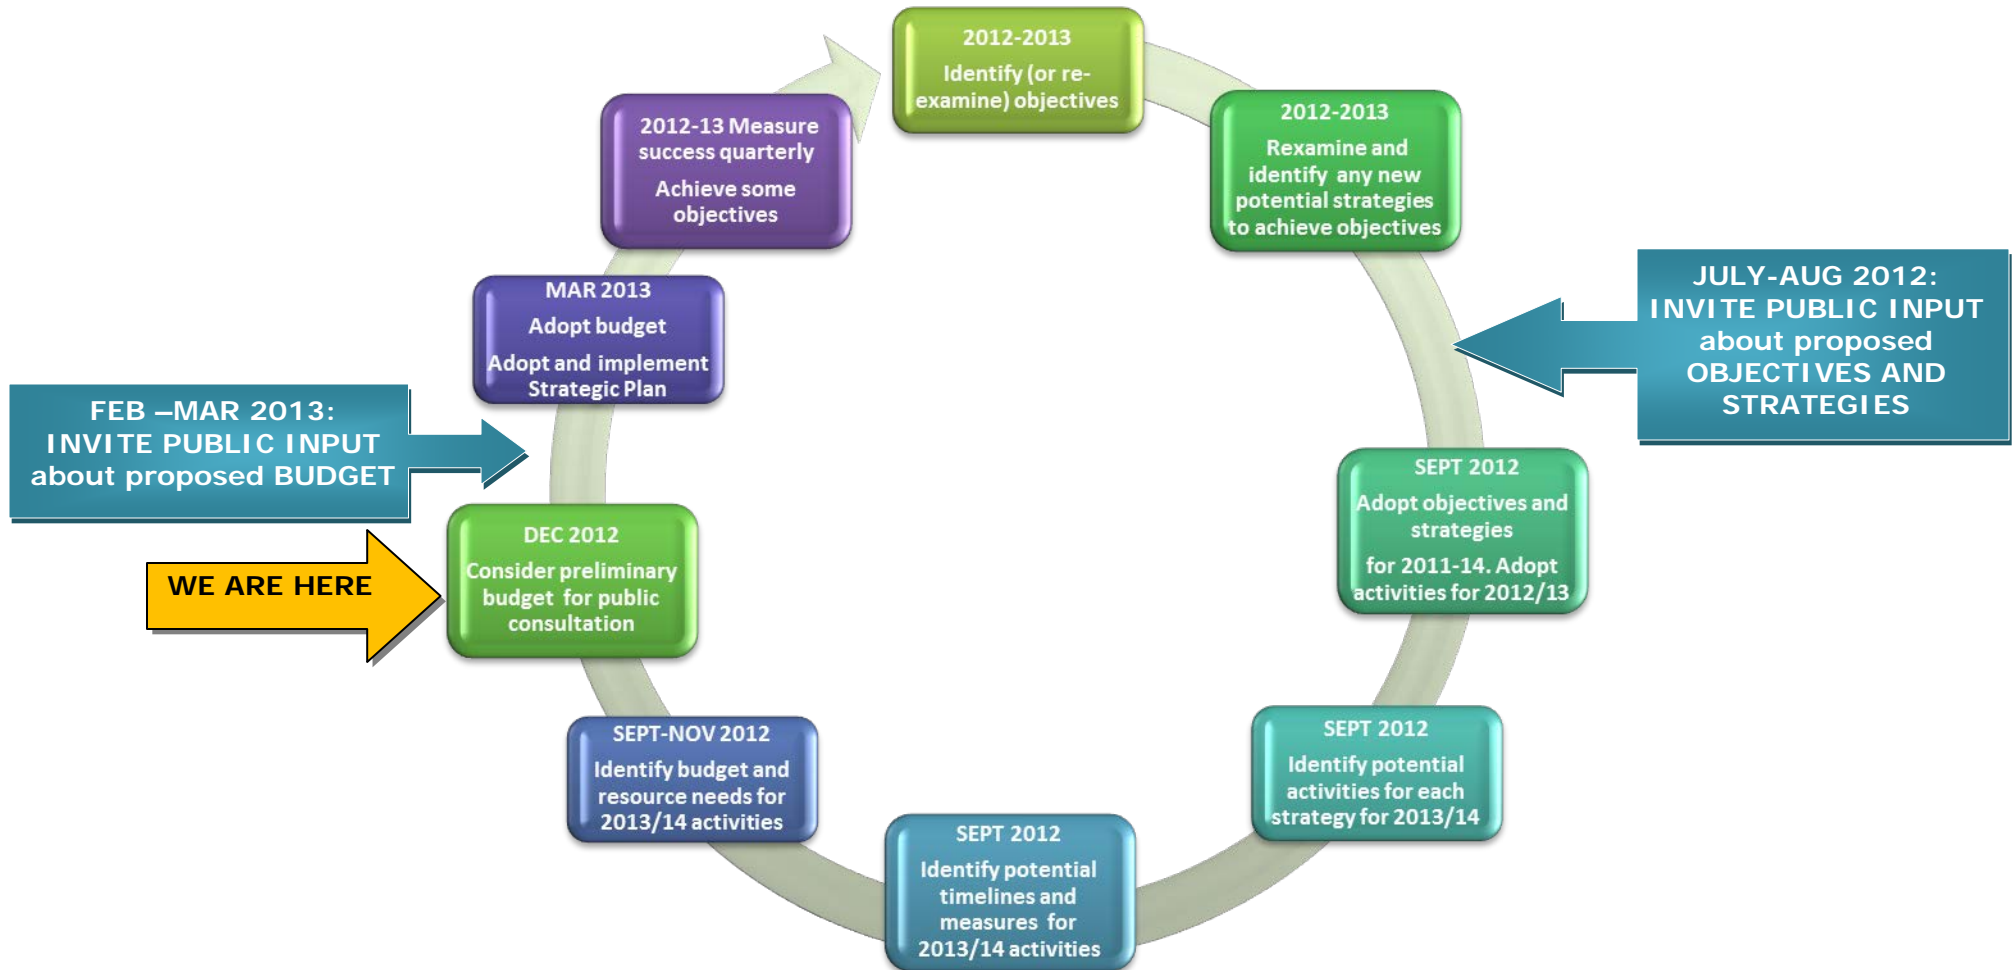 2012-2013
Identify (or re-
examine) objectives
2012-2013
Rexamine and
identify any new
potential strategies
to achieve objectives
JULY-AUG 2012:
INVITE PUBLIC INPUT
about proposed
OBJECTIVES AND
STRATEGIES
SEPT 2012
Adopt objectives and
strategies
for 2011-14. Adopt
activities for 2012/13
SEPT 2012
Identify potential
activities for each
strategy for 2013/14
SEPT 2012
Identify potential
timelines and
measures for
2013/14 activities
SEPT-NOV 2012
Identify budget and
resource needs for
2013/14 activities
WE ARE HERE
DEC 2012
Consider preliminary
budget for public
consultation
FEB –MAR 2013:
INVITE PUBLIC INPUT
about proposed BUDGET
MAR 2013
Adopt budget
Adopt and implement
Strategic Plan
2012-13 Measure
success quarterly
Achieve some
objectives